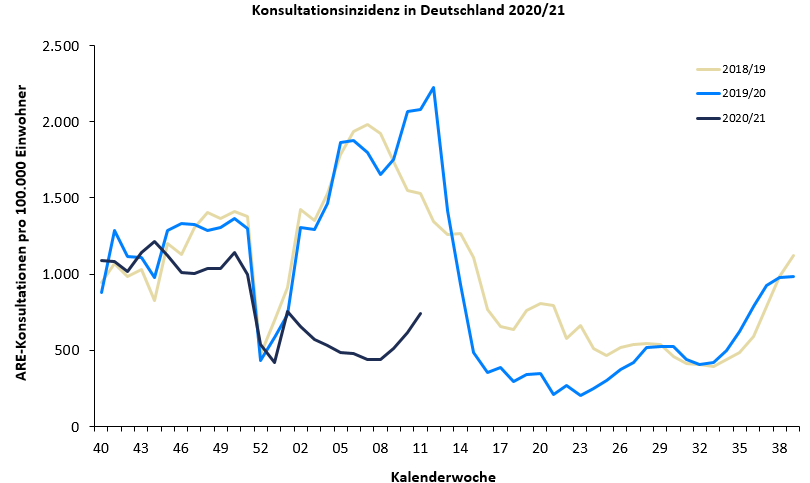 Konsultationsinzidenz in Deutschland 2020/21
ARE-Konsultationen pro 100.000 Einwohner
2.500
2.000
1.500
1.000
500
0
2018/19
2019/20
2020/21
40 43 46 49 52 02 05 08 11 14 17 20 23 26 29 32 35 38
Kalenderwoche